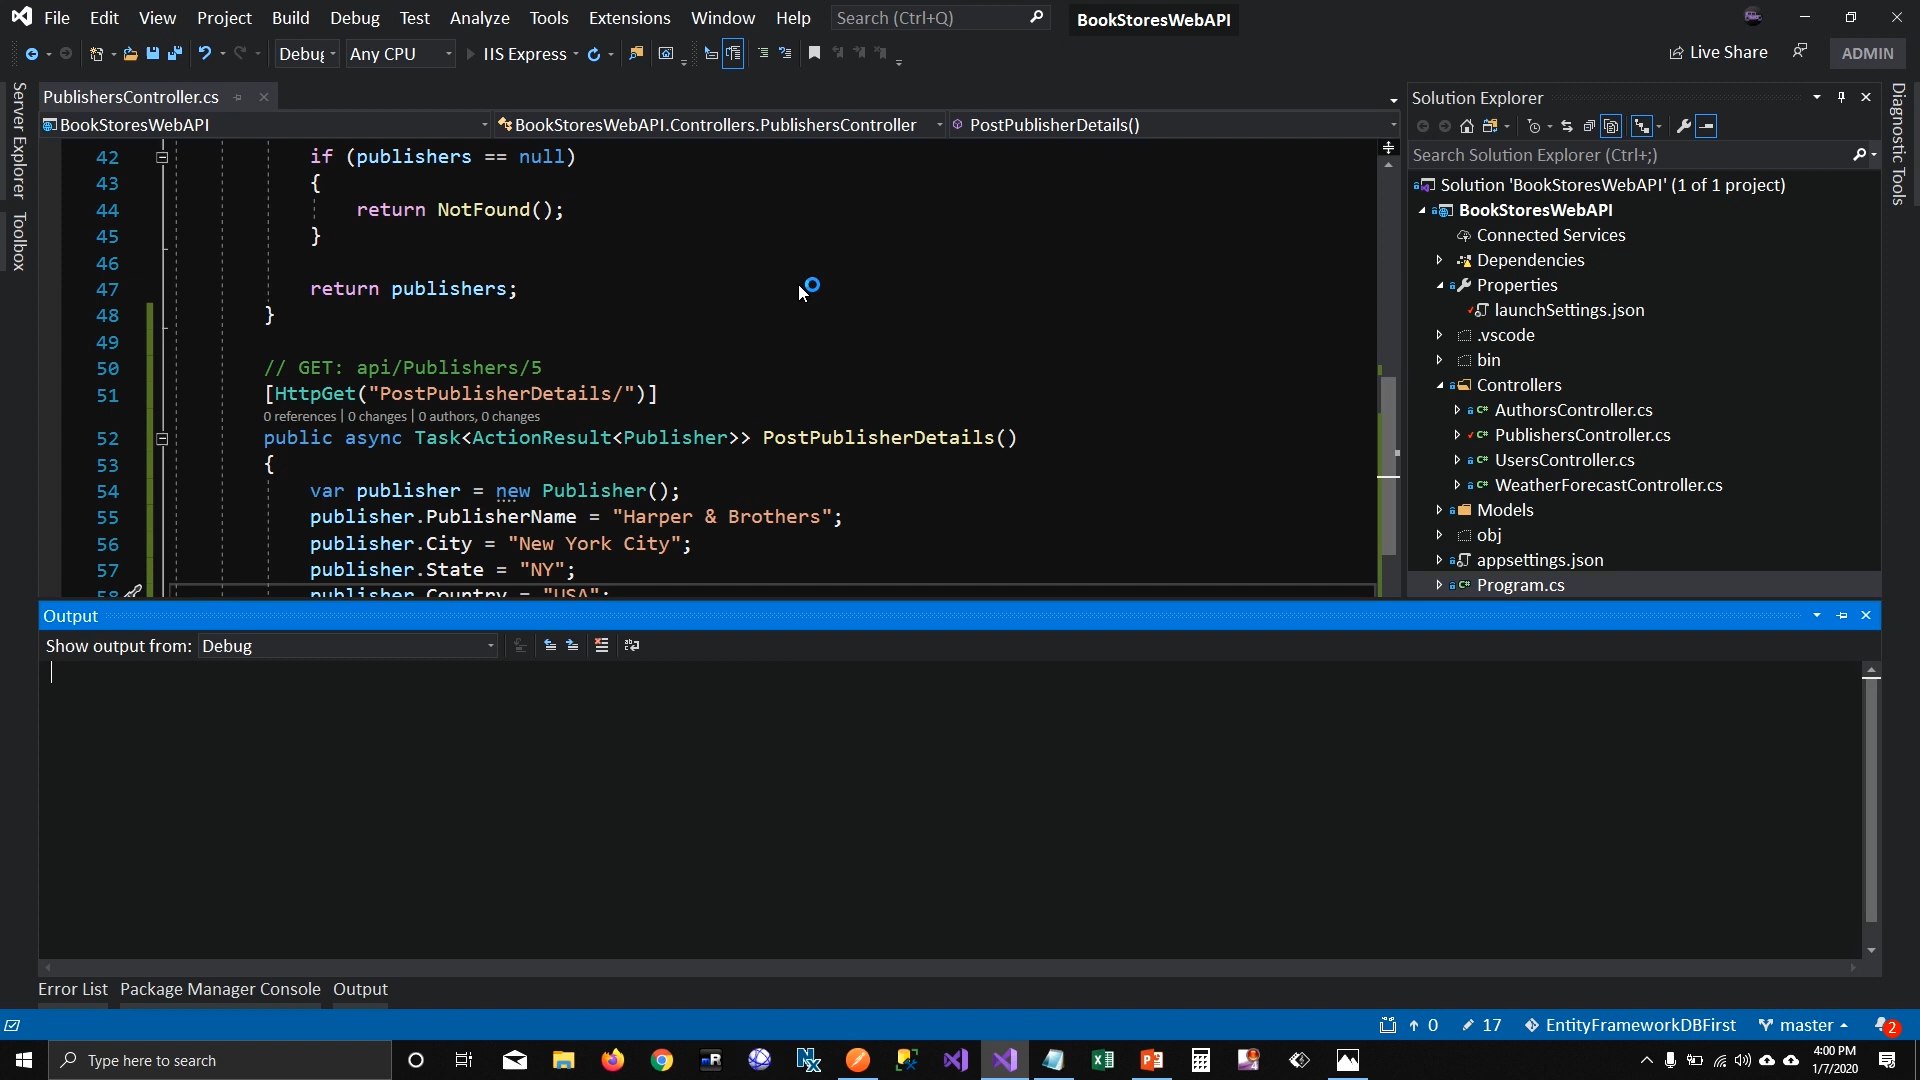 File Edit View Project Build Debug Test Analyze Tools Extensions Window Help Search (Ctrl+Q) BookStoresWebAPI
Debug Any CPU IIS Express Live Share ADMIN
Server Explorer
Toolbox
PublishersController.cs
BookStoresWebAPI BookStoresWebAPI.Controllers.PublishersController PostPublisherDetails()
42 if (publishers == null)
43 {
44 return NotFound();
45 }
46
47 return publishers;
48 }
49
50 // GET: api/Publishers/5
51 [HttpGet("PostPublisherDetails/")]
0 references | 0 changes | 0 authors, 0 changes
52 public async Task<ActionResult<Publisher>> PostPublisherDetails()
53 {
54 var publisher = new Publisher();
55 publisher.PublisherName = "Harper & Brothers";
56 publisher.City = "New York City";
57 publisher.State = "NY";
58 publisher.Country = "USA";
Solution Explorer
Search Solution Explorer (Ctrl+;)
Solution 'BookStoresWebAPI' (1 of 1 project)
BookStoresWebAPI
Connected Services
Dependencies
Properties
launchSettings.json
.vscode
bin
Controllers
AuthorsController.cs
PublishersController.cs
UsersController.cs
WeatherForecastController.cs
Models
obj
appsettings.json
Program.cs
Diagnostic Tools
Output
Show output from: Debug
Error List Package Manager Console Output
0 17 EntityFrameworkDBFirst master 2
Type here to search
4:00 PM
1/7/2020